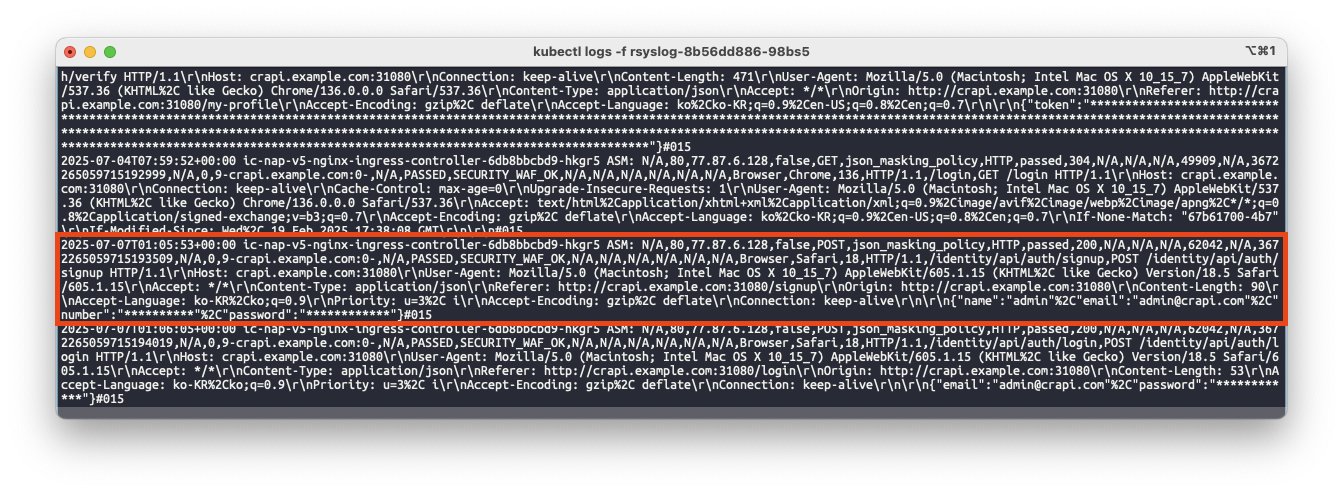 kubectl logs -f rsyslog-8b56dd886-98bs5
⌥⌘1
h/verify HTTP/1.1\r\nHost: crapi.example.com:31080\r\nConnection: keep-alive\r\nContent-Length: 471\r\nUser-Agent: Mozilla/5.0 (Macintosh; Intel Mac OS X 10_15_7) AppleWebKit
/537.36 (KHTML%2C like Gecko) Chrome/136.0.0.0 Safari/537.36\r\nContent-Type: application/json\r\nAccept: */*\r\nOrigin: http://crapi.example.com:31080\r\nReferer: http://cra
pi.example.com:31080/my-profile\r\nAccept-Encoding: gzip%2C deflate\r\nAccept-Language: ko%2Cko-KR;q=0.9%2Cen-US;q=0.8%2Cen;q=0.7\r\n\r\n{"token":"***************************
******************************************************************************************************************************************************************************
******************************************************************************************************************************************************************************
************************************************************************************"}#015
2025-07-04T07:59:52+00:00 ic-nap-v5-nginx-ingress-controller-6db8bbcbd9-hkgr5 ASM: N/A,80,77.87.6.128,false,GET,json_masking_policy,HTTP,passed,304,N/A,N/A,N/A,49909,N/A,3672
265059715192999,N/A,0,9-crapi.example.com:0-,N/A,PASSED,SECURITY_WAF_OK,N/A,N/A,N/A,N/A,N/A,N/A,Browser,Chrome,136,HTTP/1.1,/login,GET /login HTTP/1.1\r\nHost: crapi.example.
com:31080\r\nConnection: keep-alive\r\nCache-Control: max-age=0\r\nUpgrade-Insecure-Requests: 1\r\nUser-Agent: Mozilla/5.0 (Macintosh; Intel Mac OS X 10_15_7) AppleWebKit/537
.36 (KHTML%2C like Gecko) Chrome/136.0.0.0 Safari/537.36\r\nAccept: text/html%2Capplication/xhtml+xml%2Capplication/xml;q=0.9%2Cimage/avif%2Cimage/webp%2Cimage/apng%2C*/*;q=0
.8%2Capplication/signed-exchange;v=b3;q=0.7\r\nAccept-Encoding: gzip%2C deflate\r\nAccept-Language: ko%2Cko-KR;q=0.9%2Cen-US;q=0.8%2Cen;q=0.7\r\nIf-None-Match: "67b61700-4b7"
\r\nIf-Modified-Since: Wed%2C 19 Feb 2025 17:38:08 GMT\r\n\r\n#015
2025-07-07T01:05:53+00:00 ic-nap-v5-nginx-ingress-controller-6db8bbcbd9-hkgr5 ASM: N/A,80,77.87.6.128,false,POST,json_masking_policy,HTTP,passed,200,N/A,N/A,N/A,62042,N/A,367
2265059715193509,N/A,0,9-crapi.example.com:0-,N/A,PASSED,SECURITY_WAF_OK,N/A,N/A,N/A,N/A,N/A,N/A,Browser,Safari,18,HTTP/1.1,/identity/api/auth/signup,POST /identity/api/auth/
signup HTTP/1.1\r\nHost: crapi.example.com:31080\r\nUser-Agent: Mozilla/5.0 (Macintosh; Intel Mac OS X 10_15_7) AppleWebKit/605.1.15 (KHTML%2C like Gecko) Version/18.5 Safari
/605.1.15\r\nAccept: */*\r\nContent-Type: application/json\r\nReferer: http://crapi.example.com:31080/signup\r\nOrigin: http://crapi.example.com:31080\r\nContent-Length: 90\r
\nAccept-Language: ko-KR%2Cko;q=0.9\r\nPriority: u=3%2C i\r\nAccept-Encoding: gzip%2C deflate\r\nConnection: keep-alive\r\n\r\n{"name":"admin"%2C"email":"admin@crapi.com"%2C"
number":"**********"%2C"password":"************"}#015
2025-07-07T01:06:05+00:00 ic-nap-v5-nginx-ingress-controller-6db8bbcbd9-hkgr5 ASM: N/A,80,77.87.6.128,false,POST,json_masking_policy,HTTP,passed,200,N/A,N/A,N/A,62042,N/A,367
2265059715194019,N/A,0,9-crapi.example.com:0-,N/A,PASSED,SECURITY_WAF_OK,N/A,N/A,N/A,N/A,N/A,N/A,Browser,Safari,18,HTTP/1.1,/identity/api/auth/login,POST /identity/api/auth/l
ogin HTTP/1.1\r\nHost: crapi.example.com:31080\r\nUser-Agent: Mozilla/5.0 (Macintosh; Intel Mac OS X 10_15_7) AppleWebKit/605.1.15 (KHTML%2C like Gecko) Version/18.5 Safari/6
05.1.15\r\nAccept: */*\r\nContent-Type: application/json\r\nReferer: http://crapi.example.com:31080/login\r\nOrigin: http://crapi.example.com:31080\r\nContent-Length: 53\r\nA
ccept-Language: ko-KR%2Cko;q=0.9\r\nPriority: u=3%2C i\r\nAccept-Encoding: gzip%2C deflate\r\nConnection: keep-alive\r\n\r\n{"email":"admin@crapi.com"%2C"password":"*********
***"}#015